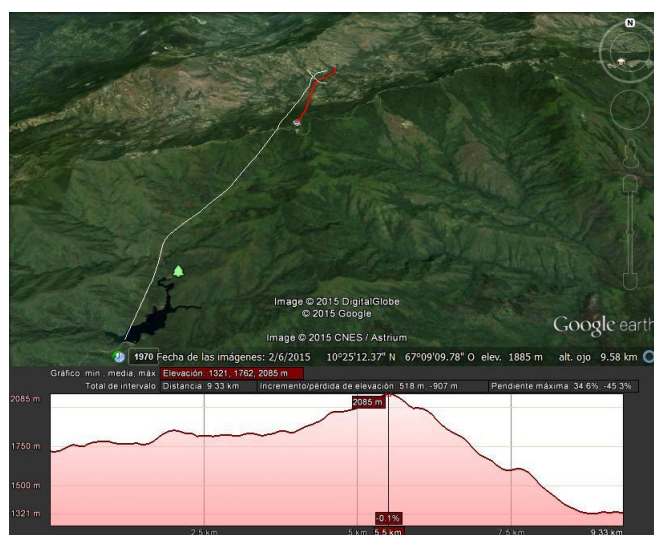 N
Image © 2015 DigitalGlobe
© 2015 Google
Image © 2015 CNES / Astrium
Google earth
1970 Fecha de las imágenes: 2/6/2015 10°25'12.37" N 67°09'09.78" O elev. 1885 m alt. ojo 9.58 km
Gráfico: min., media, máx Elevación: 1321, 1762, 2085 m
Total de intervalo: Distancia: 9.33 km Incremento/pérdida de elevación: 518 m, -907 m Pendiente máxima: 34.6%, -45.3%
2085 m
2085 m
1750 m
1500 m
1321 m
-0.1%
2.5 km 5 km 5.5 km 7.5 km 9.33 km